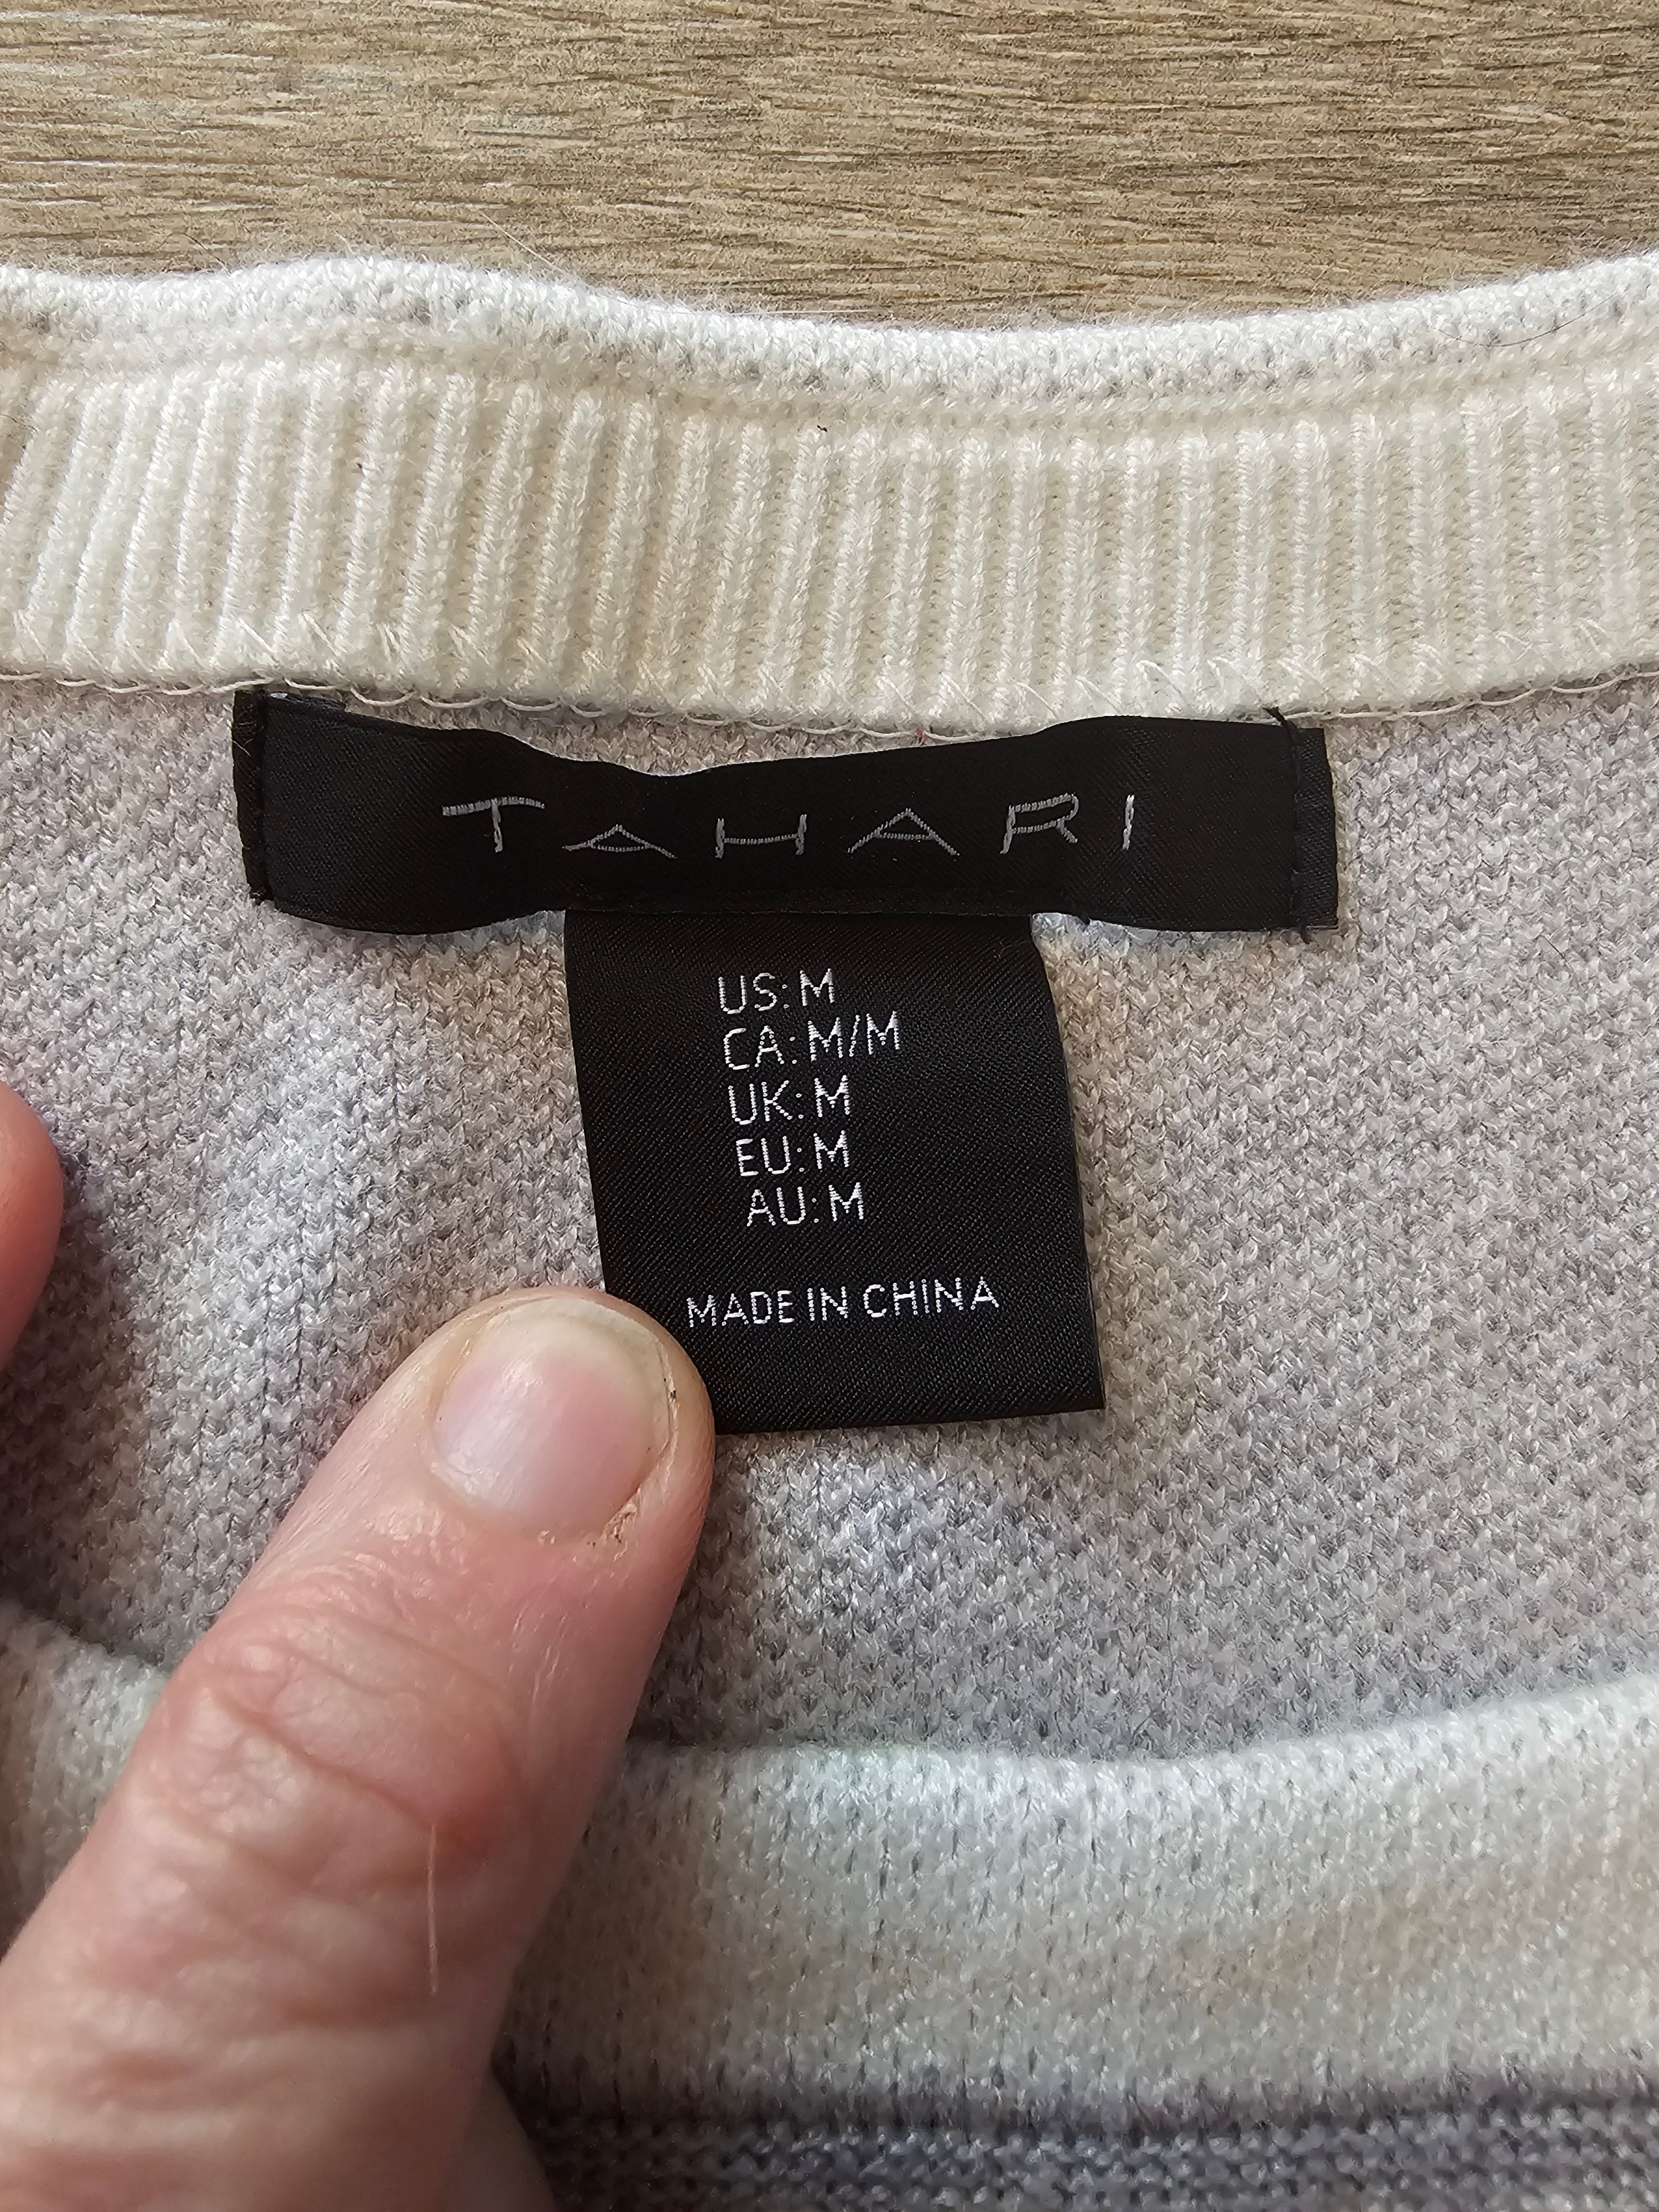 TAHARI
US: M
CA: M/M
UK: M
EU: M
AU: M
MADE IN CHINA